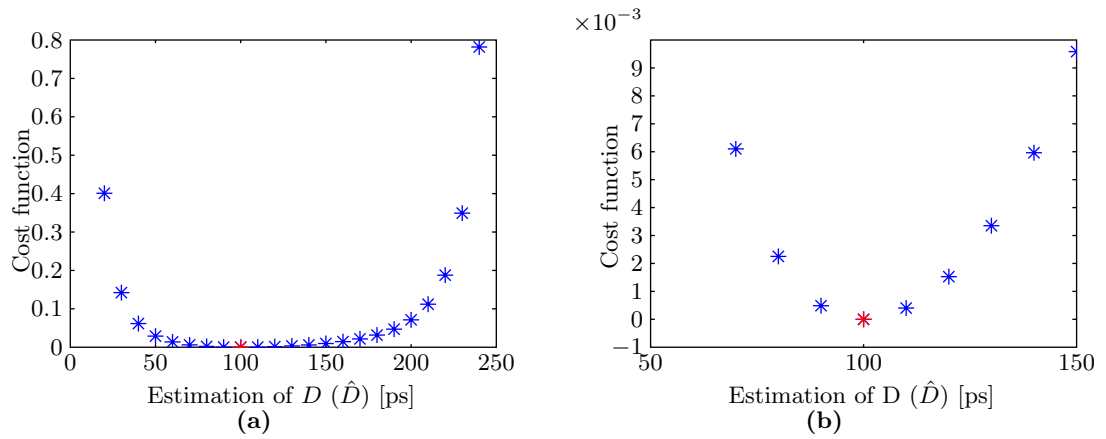 ×10⁻³
0.8
0.7
0.6
0.5
0.4
0.3
0.2
0.1
0
Cost function
0 50 100 150 200 250
Estimation of D (D̂) [ps]
(a)
9
8
7
6
5
4
3
2
1
0
−1
Cost function
50 100 150
Estimation of D (D̂) [ps]
(b)